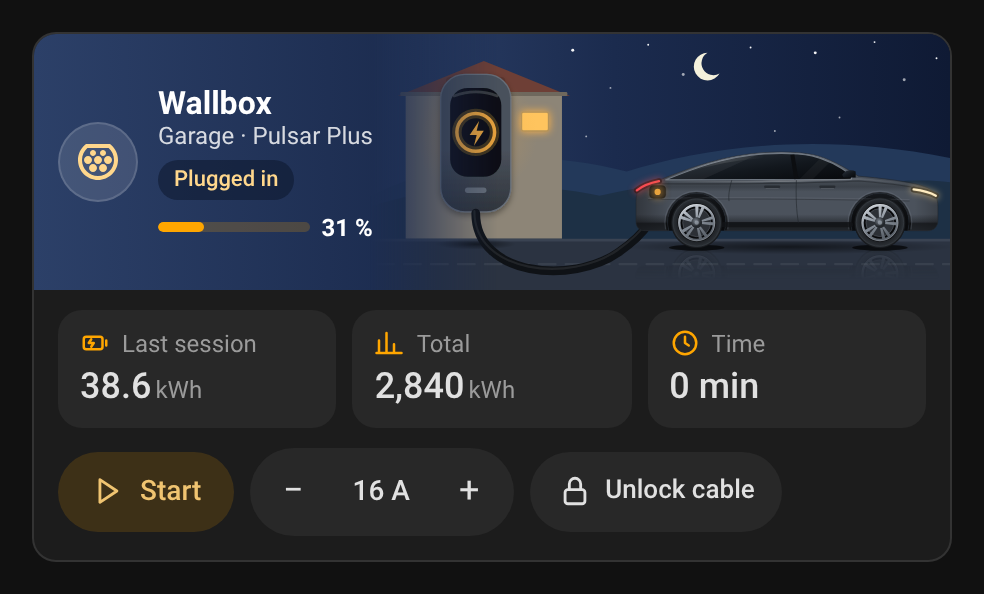 Wallbox
Garage · Pulsar Plus
Plugged in
31 %
Last session
38.6 kWh
Total
2,840 kWh
Time
0 min
Start
− 16 A +
Unlock cable